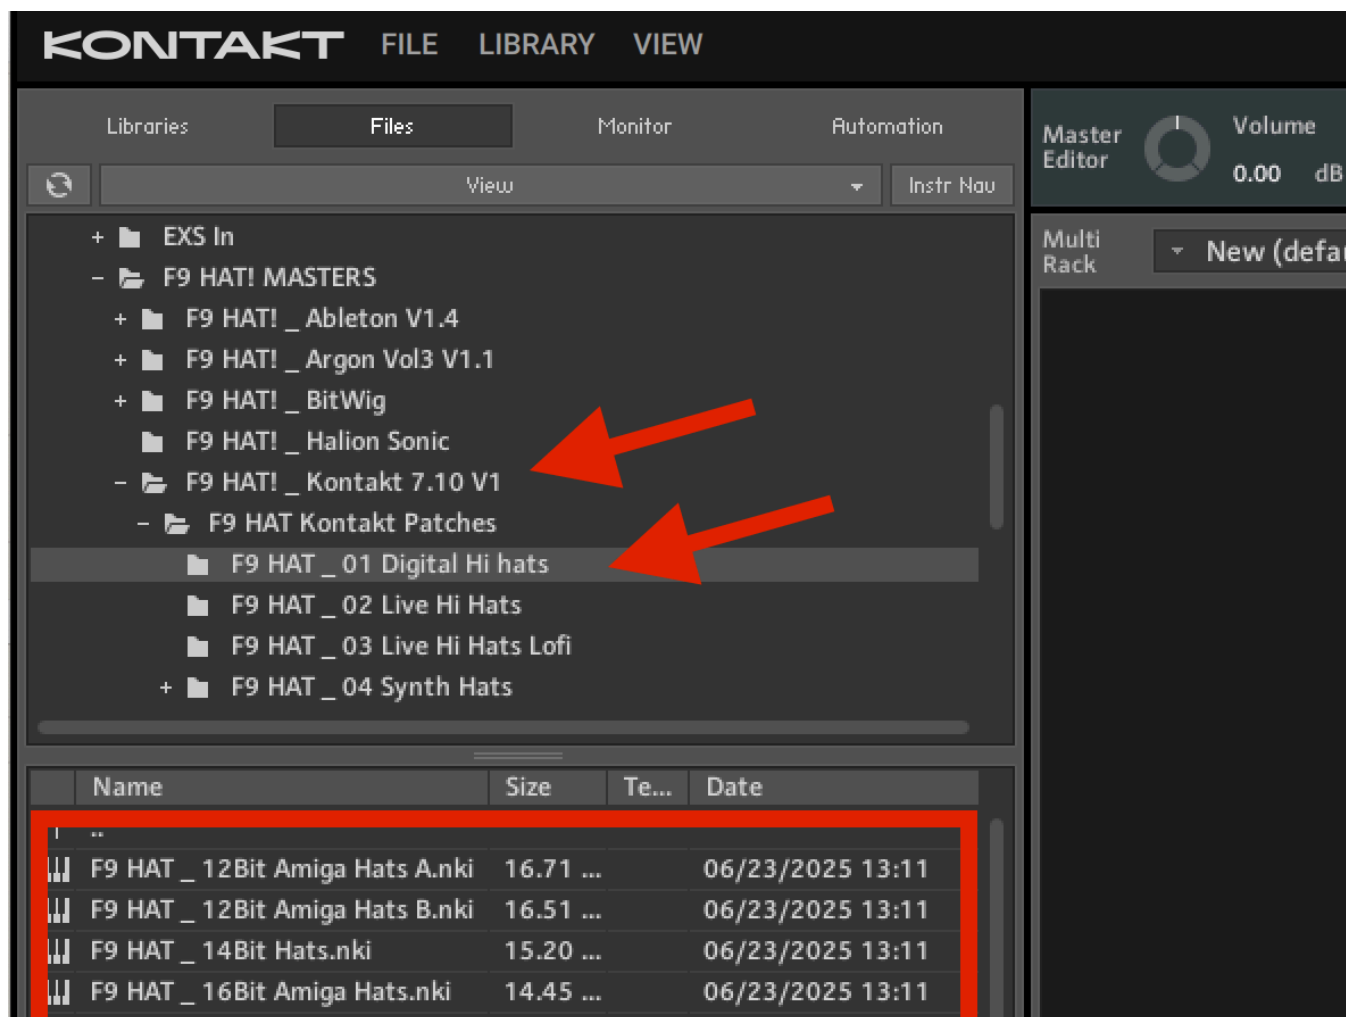 KONTAKT FILE LIBRARY VIEW
Libraries Files Monitor Automation
View Instr Nav
Master Editor Volume
0.00 dB
Multi Rack New (defau
EXS In
F9 HAT! MASTERS
F9 HAT! _ Ableton V1.4
F9 HAT! _ Argon Vol3 V1.1
F9 HAT! _ BitWig
F9 HAT! _ Halion Sonic
F9 HAT! _ Kontakt 7.10 V1
F9 HAT Kontakt Patches
F9 HAT _ 01 Digital Hi hats
F9 HAT _ 02 Live Hi Hats
F9 HAT _ 03 Live Hi Hats Lofi
F9 HAT _ 04 Synth Hats
Name Size Te... Date
..
F9 HAT _ 12Bit Amiga Hats A.nki 16.71 ... 06/23/2025 13:11
F9 HAT _ 12Bit Amiga Hats B.nki 16.51 ... 06/23/2025 13:11
F9 HAT _ 14Bit Hats.nki 15.20 ... 06/23/2025 13:11
F9 HAT _ 16Bit Amiga Hats.nki 14.45 ... 06/23/2025 13:11